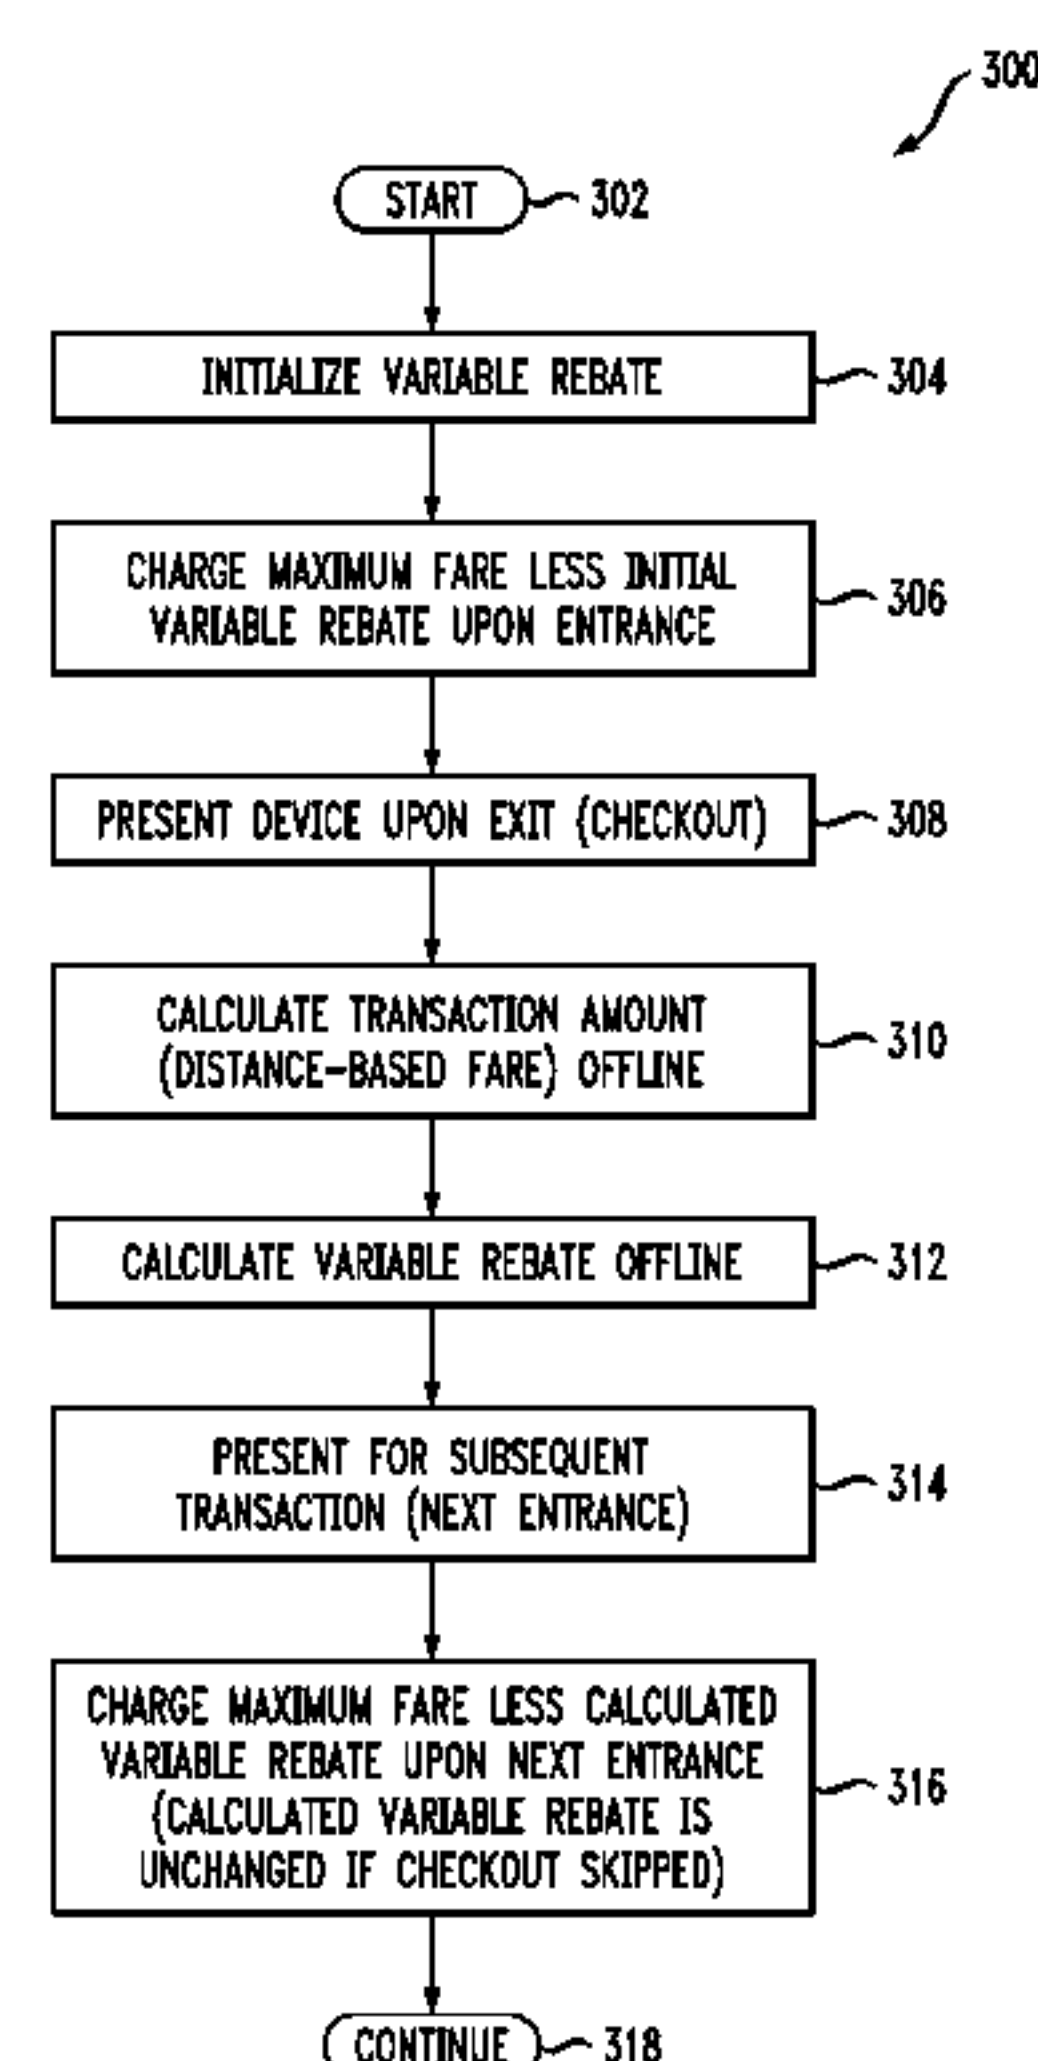 300
START
302
INITIALIZE VARIABLE REBATE
304
CHARGE MAXIMUM FARE LESS INITIAL
VARIABLE REBATE UPON ENTRANCE
306
PRESENT DEVICE UPON EXIT (CHECKOUT)
308
CALCULATE TRANSACTION AMOUNT
(DISTANCE-BASED FARE) OFFLINE
310
CALCULATE VARIABLE REBATE OFFLINE
312
PRESENT FOR SUBSEQUENT
TRANSACTION (NEXT ENTRANCE)
314
CHARGE MAXIMUM FARE LESS CALCULATED
VARIABLE REBATE UPON NEXT ENTRANCE
(CALCULATED VARIABLE REBATE IS
UNCHANGED IF CHECKOUT SKIPPED)
316
CONTINUE
318